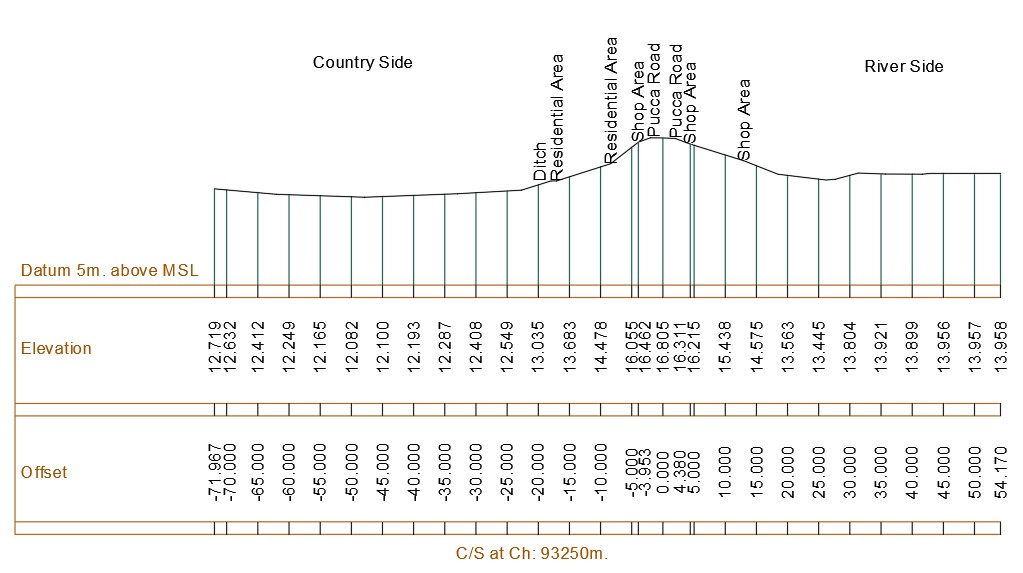 Country Side
River Side
Ditch
Residential Area
Residential Area
Shop Area
Pucca Road
Pucca Road
Shop Area
Shop Area
Datum 5m. above MSL
Elevation
12.719 12.632 12.412 12.249 12.165 12.082 12.100 12.193 12.287 12.408 12.549 13.035 13.683 14.478 16.055 16.462 16.805 16.311 16.215 15.438 14.575 13.563 13.445 13.804 13.921 13.899 13.956 13.957 13.958
Offset
-71.967 -70.000 -65.000 -60.000 -55.000 -50.000 -45.000 -40.000 -35.000 -30.000 -25.000 -20.000 -15.000 -10.000 -5.000 -3.953 0.000 4.380 5.000 10.000 15.000 20.000 25.000 30.000 35.000 40.000 45.000 50.000 54.170
C/S at Ch: 93250m.